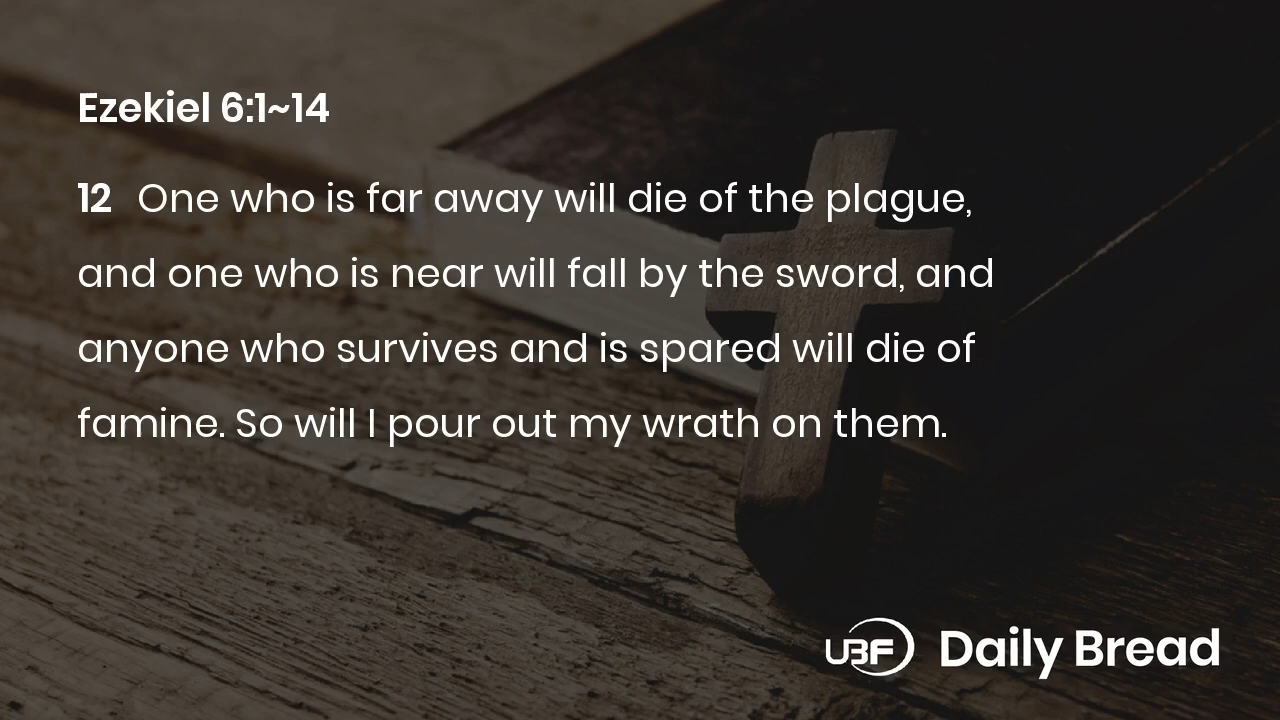 Ezekiel 6:1~14
12 One who is far away will die of the plague,
and one who is near will fall by the sword, and
anyone who survives and is spared will die of
famine. So will I pour out my wrath on them.
UBF Daily Bread